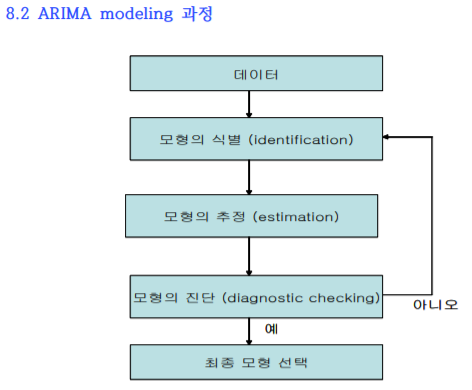 8.2 ARIMA modeling 과정
데이터
모형의 식별 (identification)
모형의 추정 (estimation)
모형의 진단 (diagnostic checking)
아니오
예
최종 모형 선택